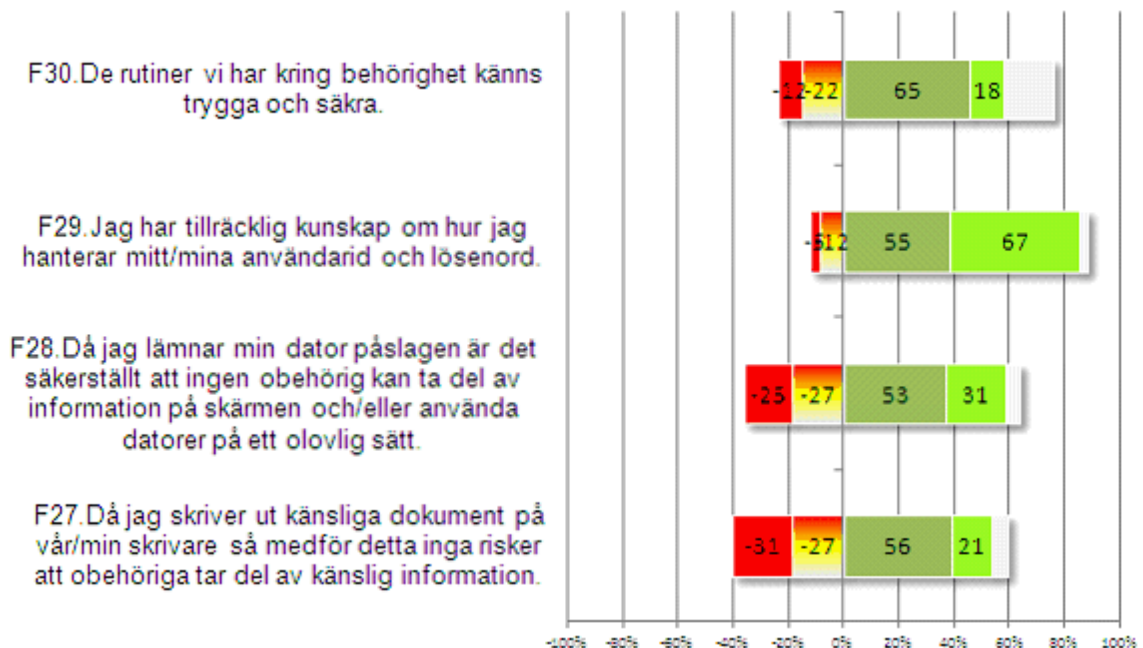 F30.De rutiner vi har kring behörighet känns
trygga och säkra.
-12 -22 65 18
F29.Jag har tillräcklig kunskap om hur jag
hanterar mitt/mina användarid och lösenord.
12 55 67
F28.Då jag lämnar min dator påslagen är det
säkerställt att ingen obehörig kan ta del av
information på skärmen och/eller använda
datorer på ett olovlig sätt.
-25 -27 53 31
F27.Då jag skriver ut känsliga dokument på
vår/min skrivare så medför detta inga risker
att obehöriga tar del av känslig information.
-31 -27 56 21
-100% -80% -60% -40% -20% 0% 20% 40% 60% 80% 100%